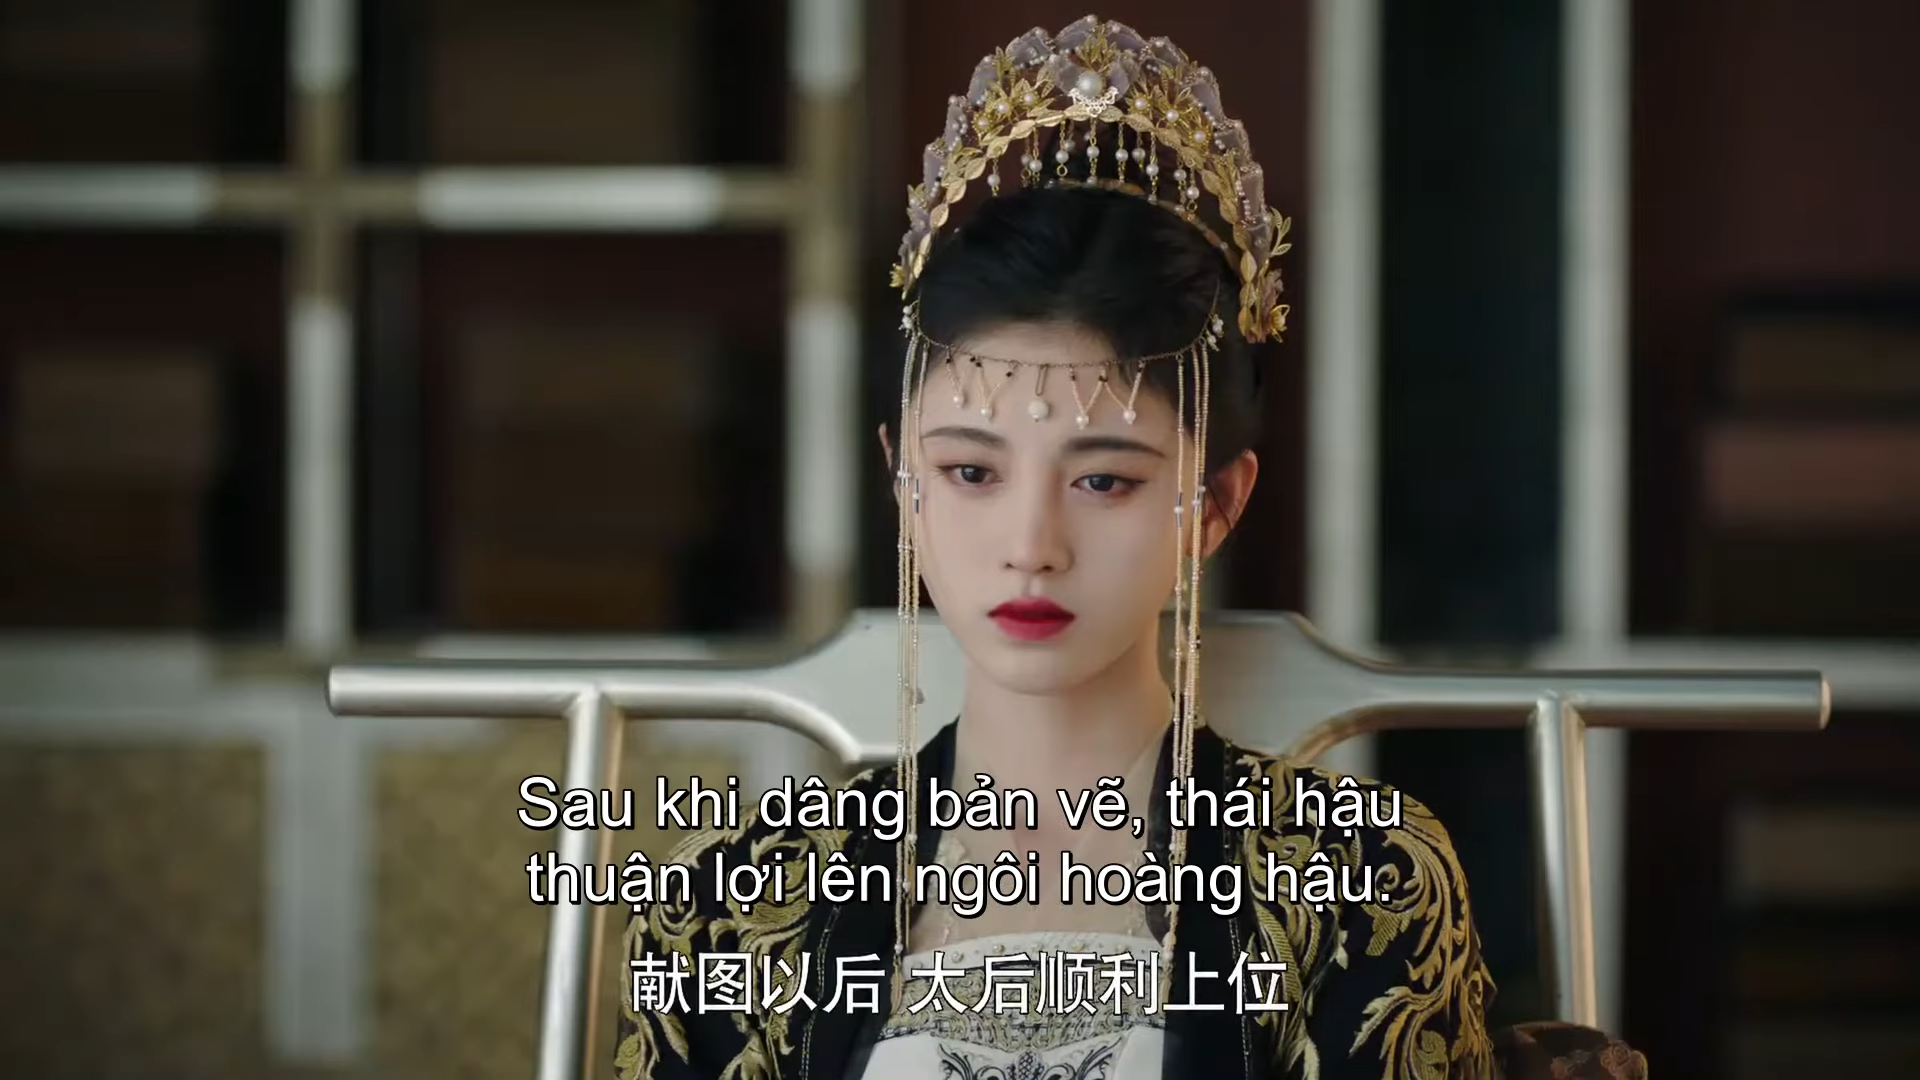 Sau khi dâng bản vẽ, thái hậu
thuận lợi lên ngôi hoàng hậu.
献图以后 太后顺利上位